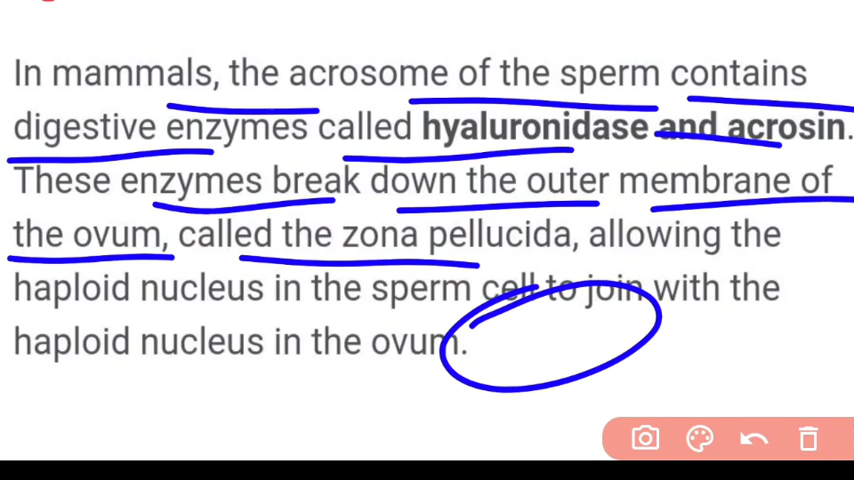 In mammals, the acrosome of the sperm contains
digestive enzymes called hyaluronidase and acrosin.
These enzymes break down the outer membrane of
the ovum, called the zona pellucida, allowing the
haploid nucleus in the sperm cell to join with the
haploid nucleus in the ovum.